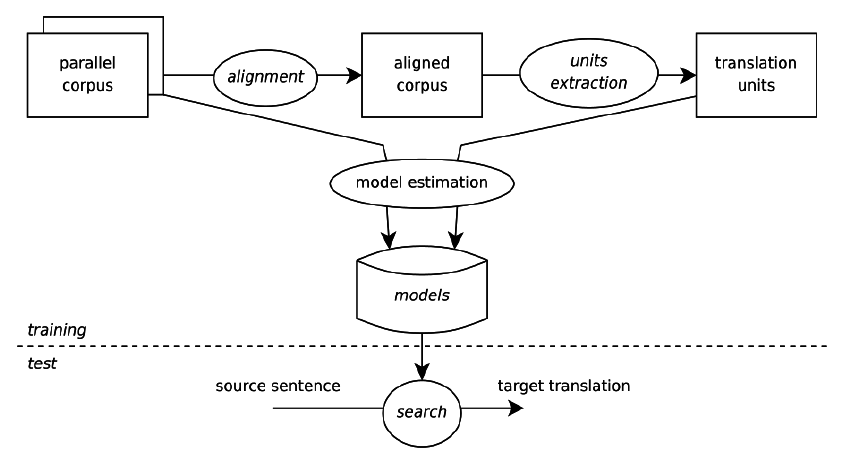 parallel
corpus
alignment
aligned
corpus
units
extraction
translation
units
model estimation
models
training
test
source sentence
search
target translation